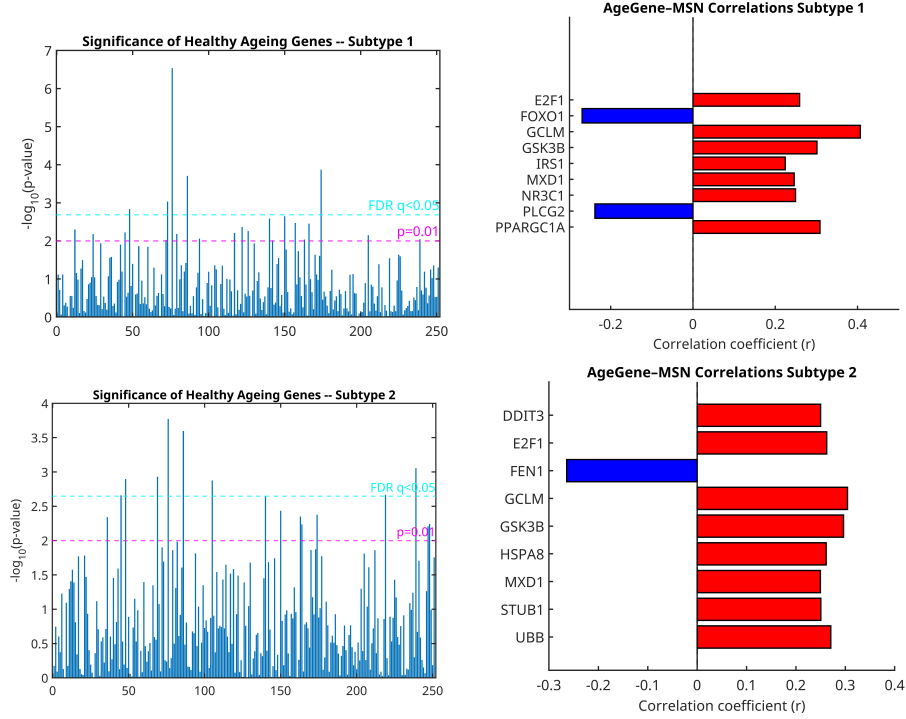 Significance of Healthy Ageing Genes -- Subtype 1
-log10(p-value)
7
6
5
4
3
2
1
0
FDR q<0.05
p=0.01
0 50 100 150 200 250
AgeGene–MSN Correlations Subtype 1
E2F1
FOXO1
GCLM
GSK3B
IRS1
MXD1
NR3C1
PLCG2
PPARGC1A
-0.2 0 0.2 0.4
Correlation coefficient (r)
Significance of Healthy Ageing Genes -- Subtype 2
-log10(p-value)
4
3.5
3
2.5
2
1.5
1
0.5
0
FDR q<0.05
p=0.01
0 50 100 150 200 250
AgeGene–MSN Correlations Subtype 2
DDIT3
E2F1
FEN1
GCLM
GSK3B
HSPA8
MXD1
STUB1
UBB
-0.3 -0.2 -0.1 0 0.1 0.2 0.3 0.4
Correlation coefficient (r)